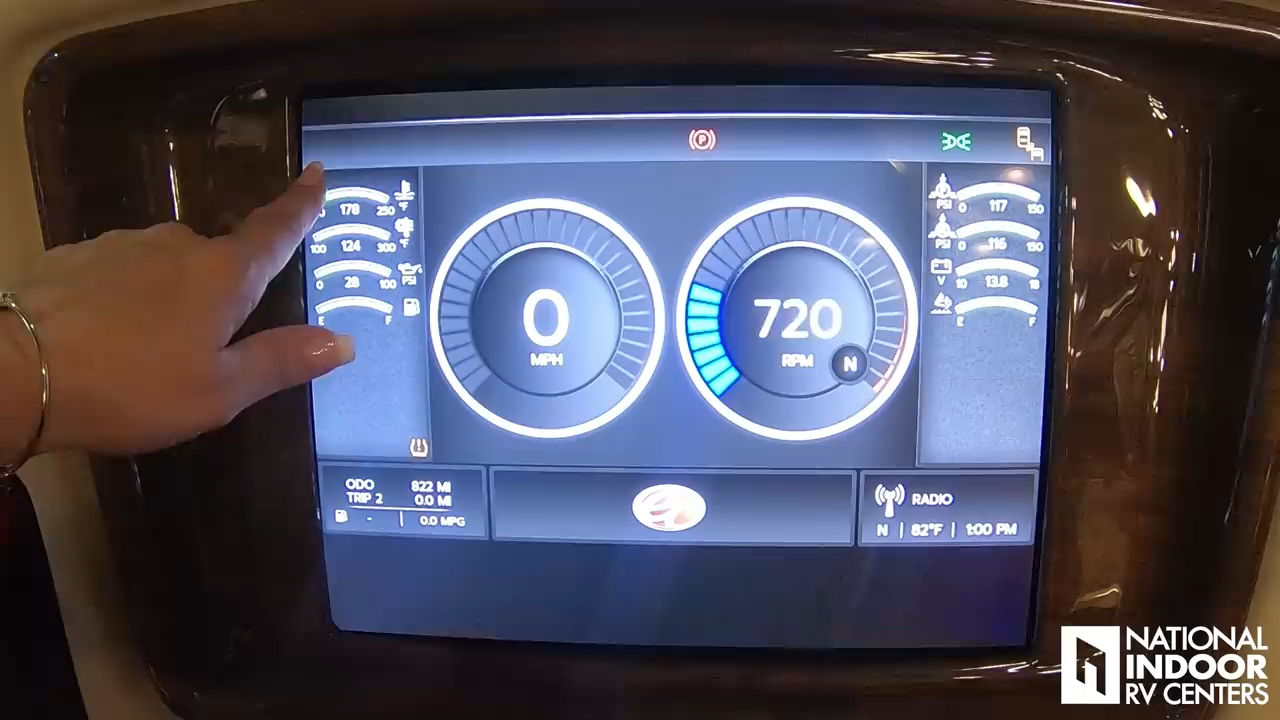 P
178 250 °F
100 124 300 °F
0 28 100 PSI
E F
0
MPH
720
RPM
N
PSI 0 117 150
PSI 0 116 150
V 10 13.8
E F
ODO 822 MI
TRIP 2 0.0 MI
- | 0.0 MPG
RADIO
N | 82°F | 1:00 PM
NATIONAL
INDOOR
RV CENTERS